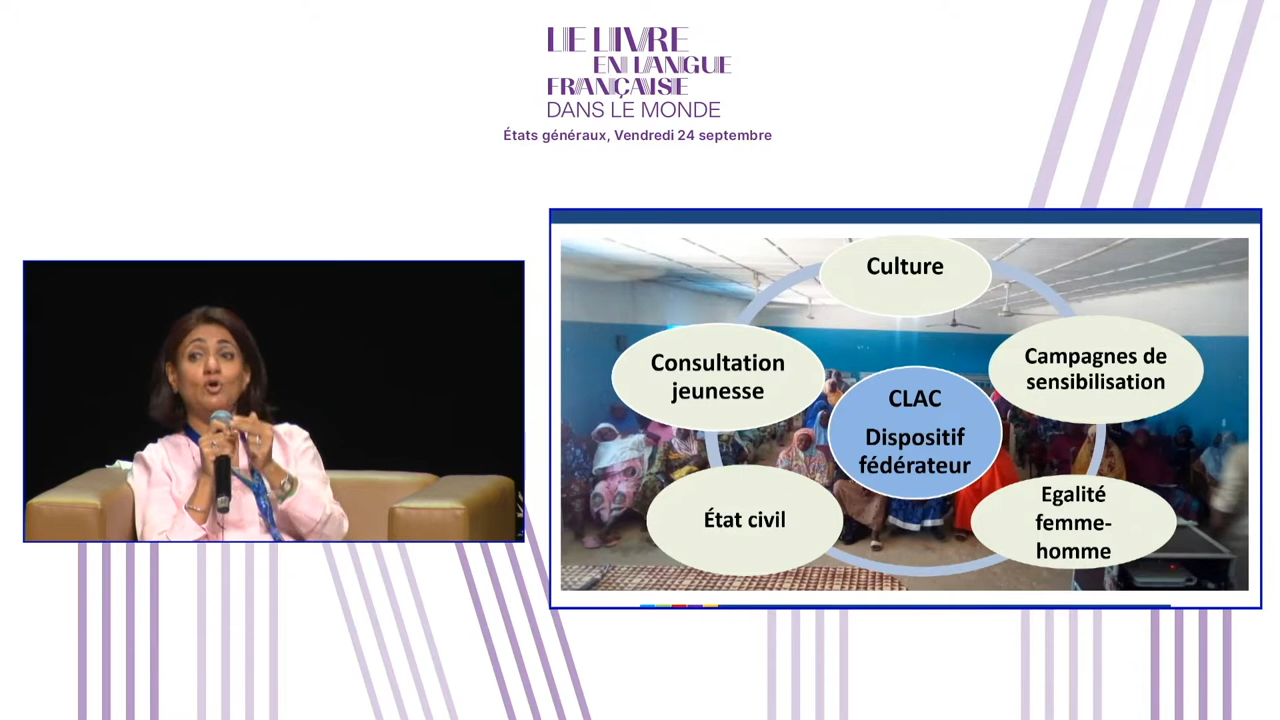 LE LIVRE
EN LANGUE
FRANÇAISE
DANS LE MONDE
États généraux, Vendredi 24 septembre
Culture
Consultation
jeunesse
Campagnes de
sensibilisation
CLAC
Dispositif
fédérateur
État civil
Egalité
femme-
homme